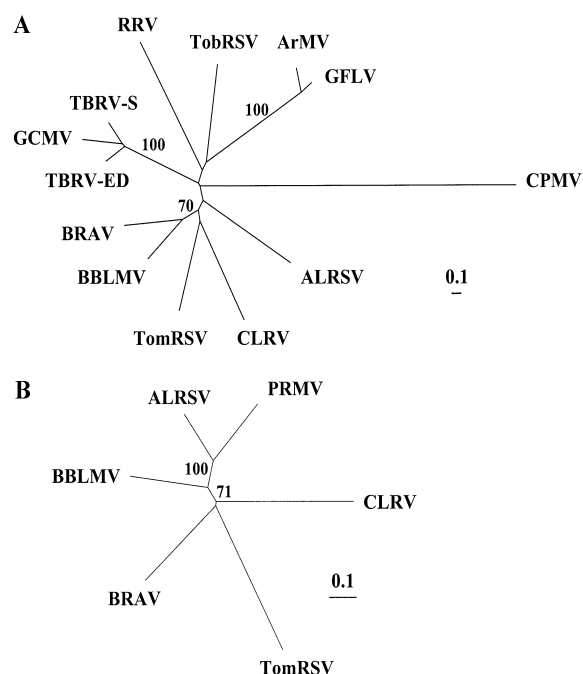 A
RRV
TobRSV
ArMV
GFLV
100
TBRV-S
GCMV
100
TBRV-ED
CPMV
70
BRAV
BBLMV
ALRSV
0.1
TomRSV
CLRV
B
ALRSV
PRMV
BBLMV
100
71
CLRV
BRAV
0.1
TomRSV